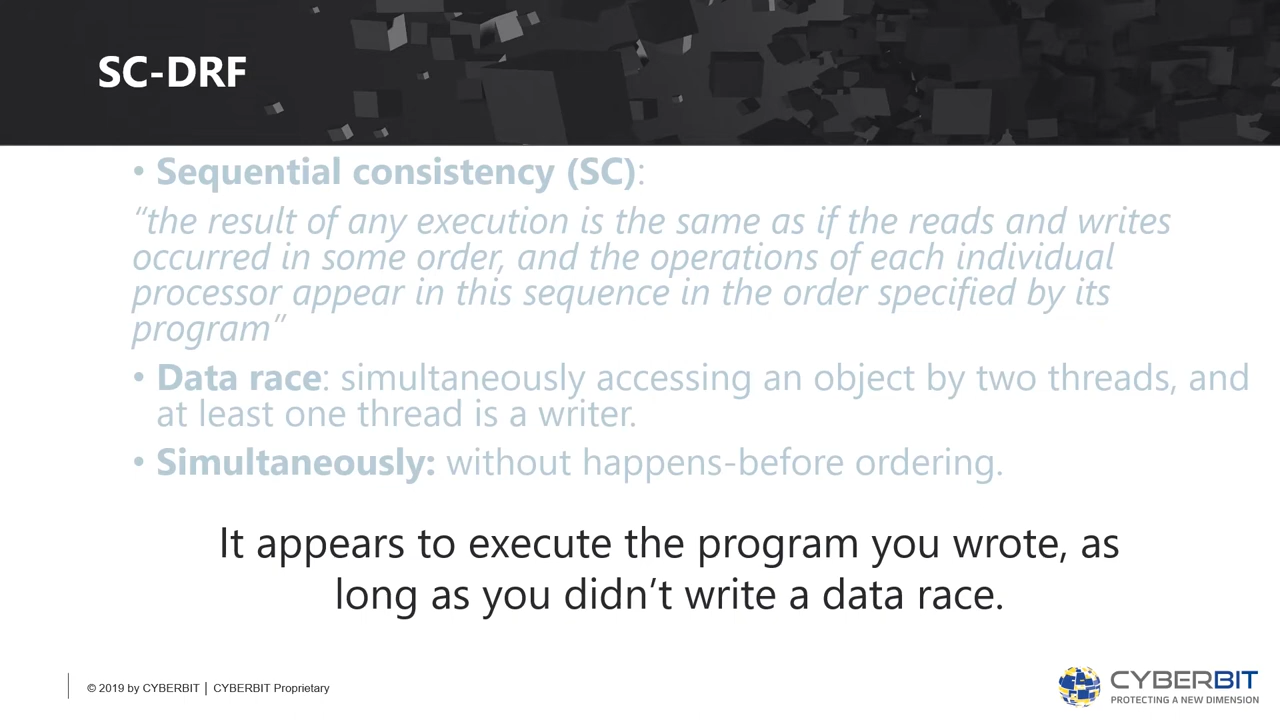 SC-DRF
• Sequential consistency (SC):
“the result of any execution is the same as if the reads and writes
occurred in some order, and the operations of each individual
processor appear in this sequence in the order specified by its
program”
• Data race: simultaneously accessing an object by two threads, and
at least one thread is a writer.
• Simultaneously: without happens-before ordering.
It appears to execute the program you wrote, as
long as you didn’t write a data race.
© 2019 by CYBERBIT | CYBERBIT Proprietary
CYBERBIT
PROTECTING A NEW DIMENSION